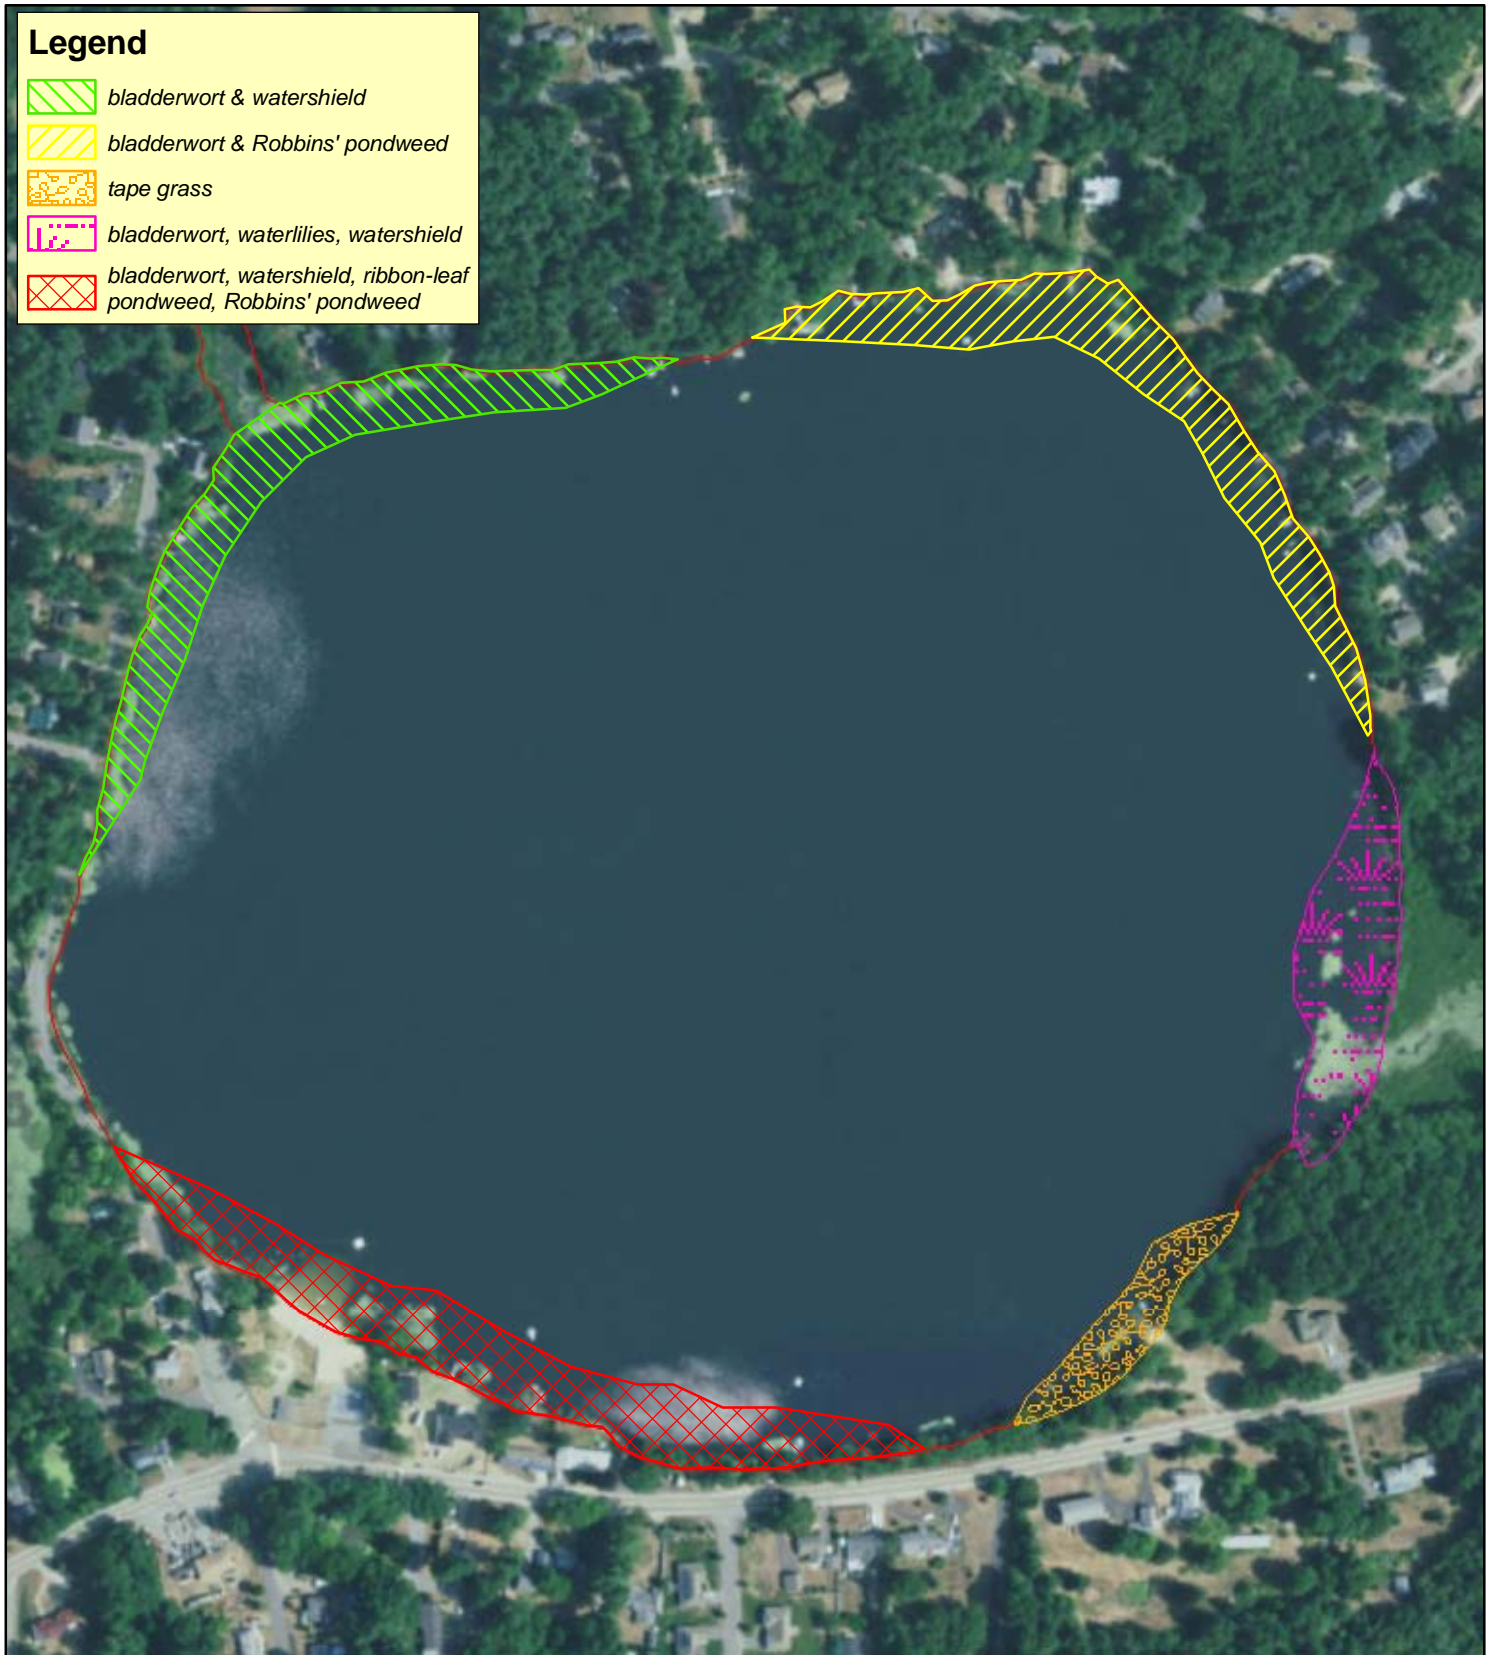 Legend
bladderwort & watershield
bladderwort & Robbins' pondweed
tape grass
bladderwort, waterlilies, watershield
bladderwort, watershield, ribbon-leaf
pondweed, Robbins' pondweed